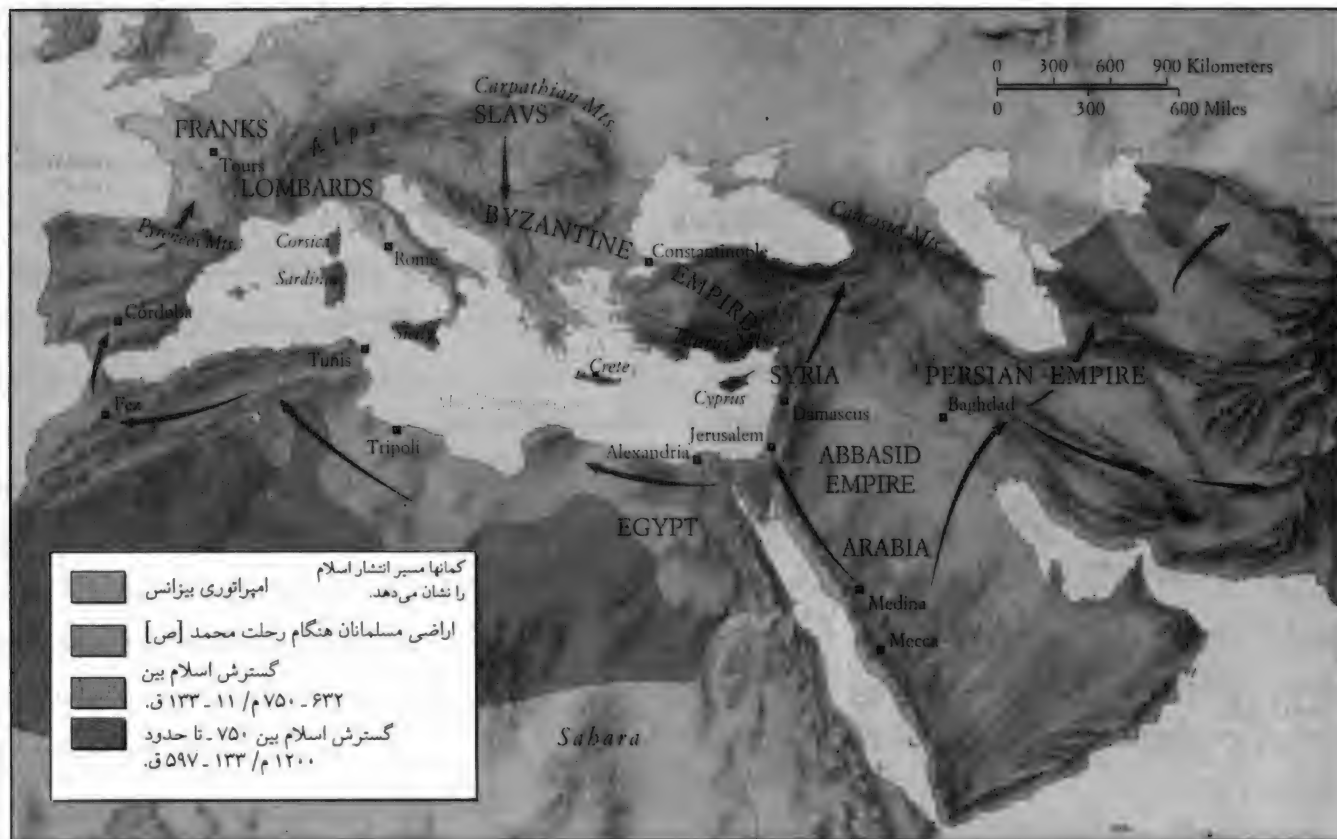 0 300 600 900 Kilometers
0 300 600 Miles
Carpathian Mts.
SLAVS
FRANKS
Alps
Tours
LOMBARDS
BYZANTINE
Caucasus Mts.
Pyrenees Mts.
Corsica
Rome
Constantinople
Sardinia
EMPIRE
Córdoba
Taurus Mts.
Tunis
Sicily
Crete
SYRIA
PERSIAN EMPIRE
Cyprus
Damascus
Baghdad
Fez
Tripoli
Jerusalem
Alexandria
ABBASID
EMPIRE
EGYPT
ARABIA
Medina
Mecca
Sahara
کمانها مسیر انتشار اسلام
را نشان می‌دهد.
امپراتوری بیزانس
اراضی مسلمانان هنگام رحلت محمد [ص]
گسترش اسلام بین
۶۳۲ ـ ۷۵۰ م/ ۱۱ ـ ۱۳۳ ق.
گسترش اسلام بین ۷۵۰ ـ تا حدود
۱۲۰۰ م/ ۱۳۳ ـ ۵۹۷ ق.